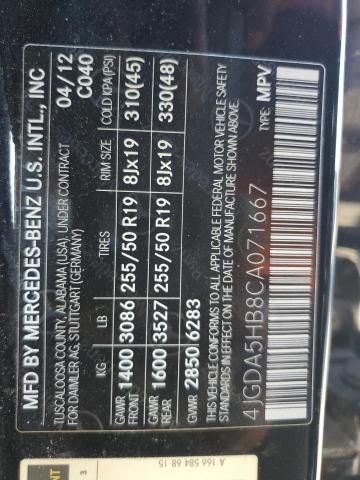 MFD BY MERCEDES-BENZ U.S. INTL., INC
TUSCALOOSA COUNTY, ALABAMA (USA), UNDER CONTRACT 04/12
FOR DAIMLER AG, STUTTGART (GERMANY) C040
KG LB TIRES RIM SIZE COLD KPA (PSI)
GAWR FRONT 1400 3086 255/50 R19 8Jx19 310(45)
GAWR REAR 1600 3527 255/50 R19 8Jx19 330(48)
GVWR 2850 6283
THIS VEHICLE CONFORMS TO ALL APPLICABLE FEDERAL MOTOR VEHICLE SAFETY
STANDARDS IN EFFECT ON THE DATE OF MANUFACTURE SHOWN ABOVE.
4JGDA5HB8CA071667 TYPE: MPV
A 166 584 68 15
3